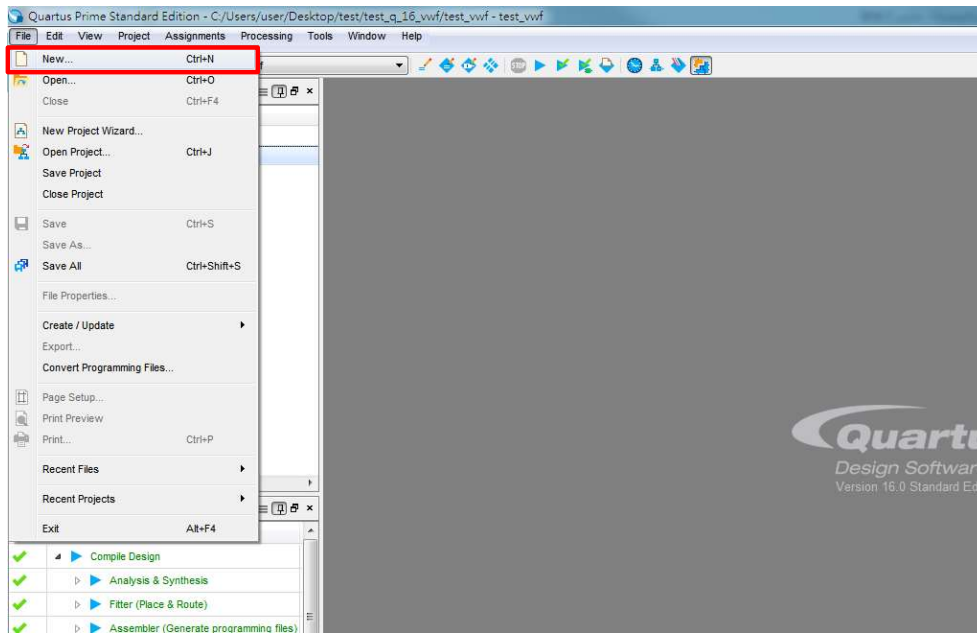 Quartus Prime Standard Edition - C:/Users/user/Desktop/test/test_q_16_vwf/test_vwf - test_vwf
File Edit View Project Assignments Processing Tools Window Help
New... Ctrl+N
Open... Ctrl+O
Close Ctrl+F4
New Project Wizard...
Open Project... Ctrl+J
Save Project
Close Project
Save Ctrl+S
Save As...
Save All Ctrl+Shift+S
File Properties...
Create / Update
Export...
Convert Programming Files...
Page Setup...
Print Preview
Print... Ctrl+P
Recent Files
Recent Projects
Exit Alt+F4
Compile Design
Analysis & Synthesis
Fitter (Place & Route)
Assembler (Generate programming files)
STOP
Quartu
Design Softwar
Version 16.0 Standard Ed